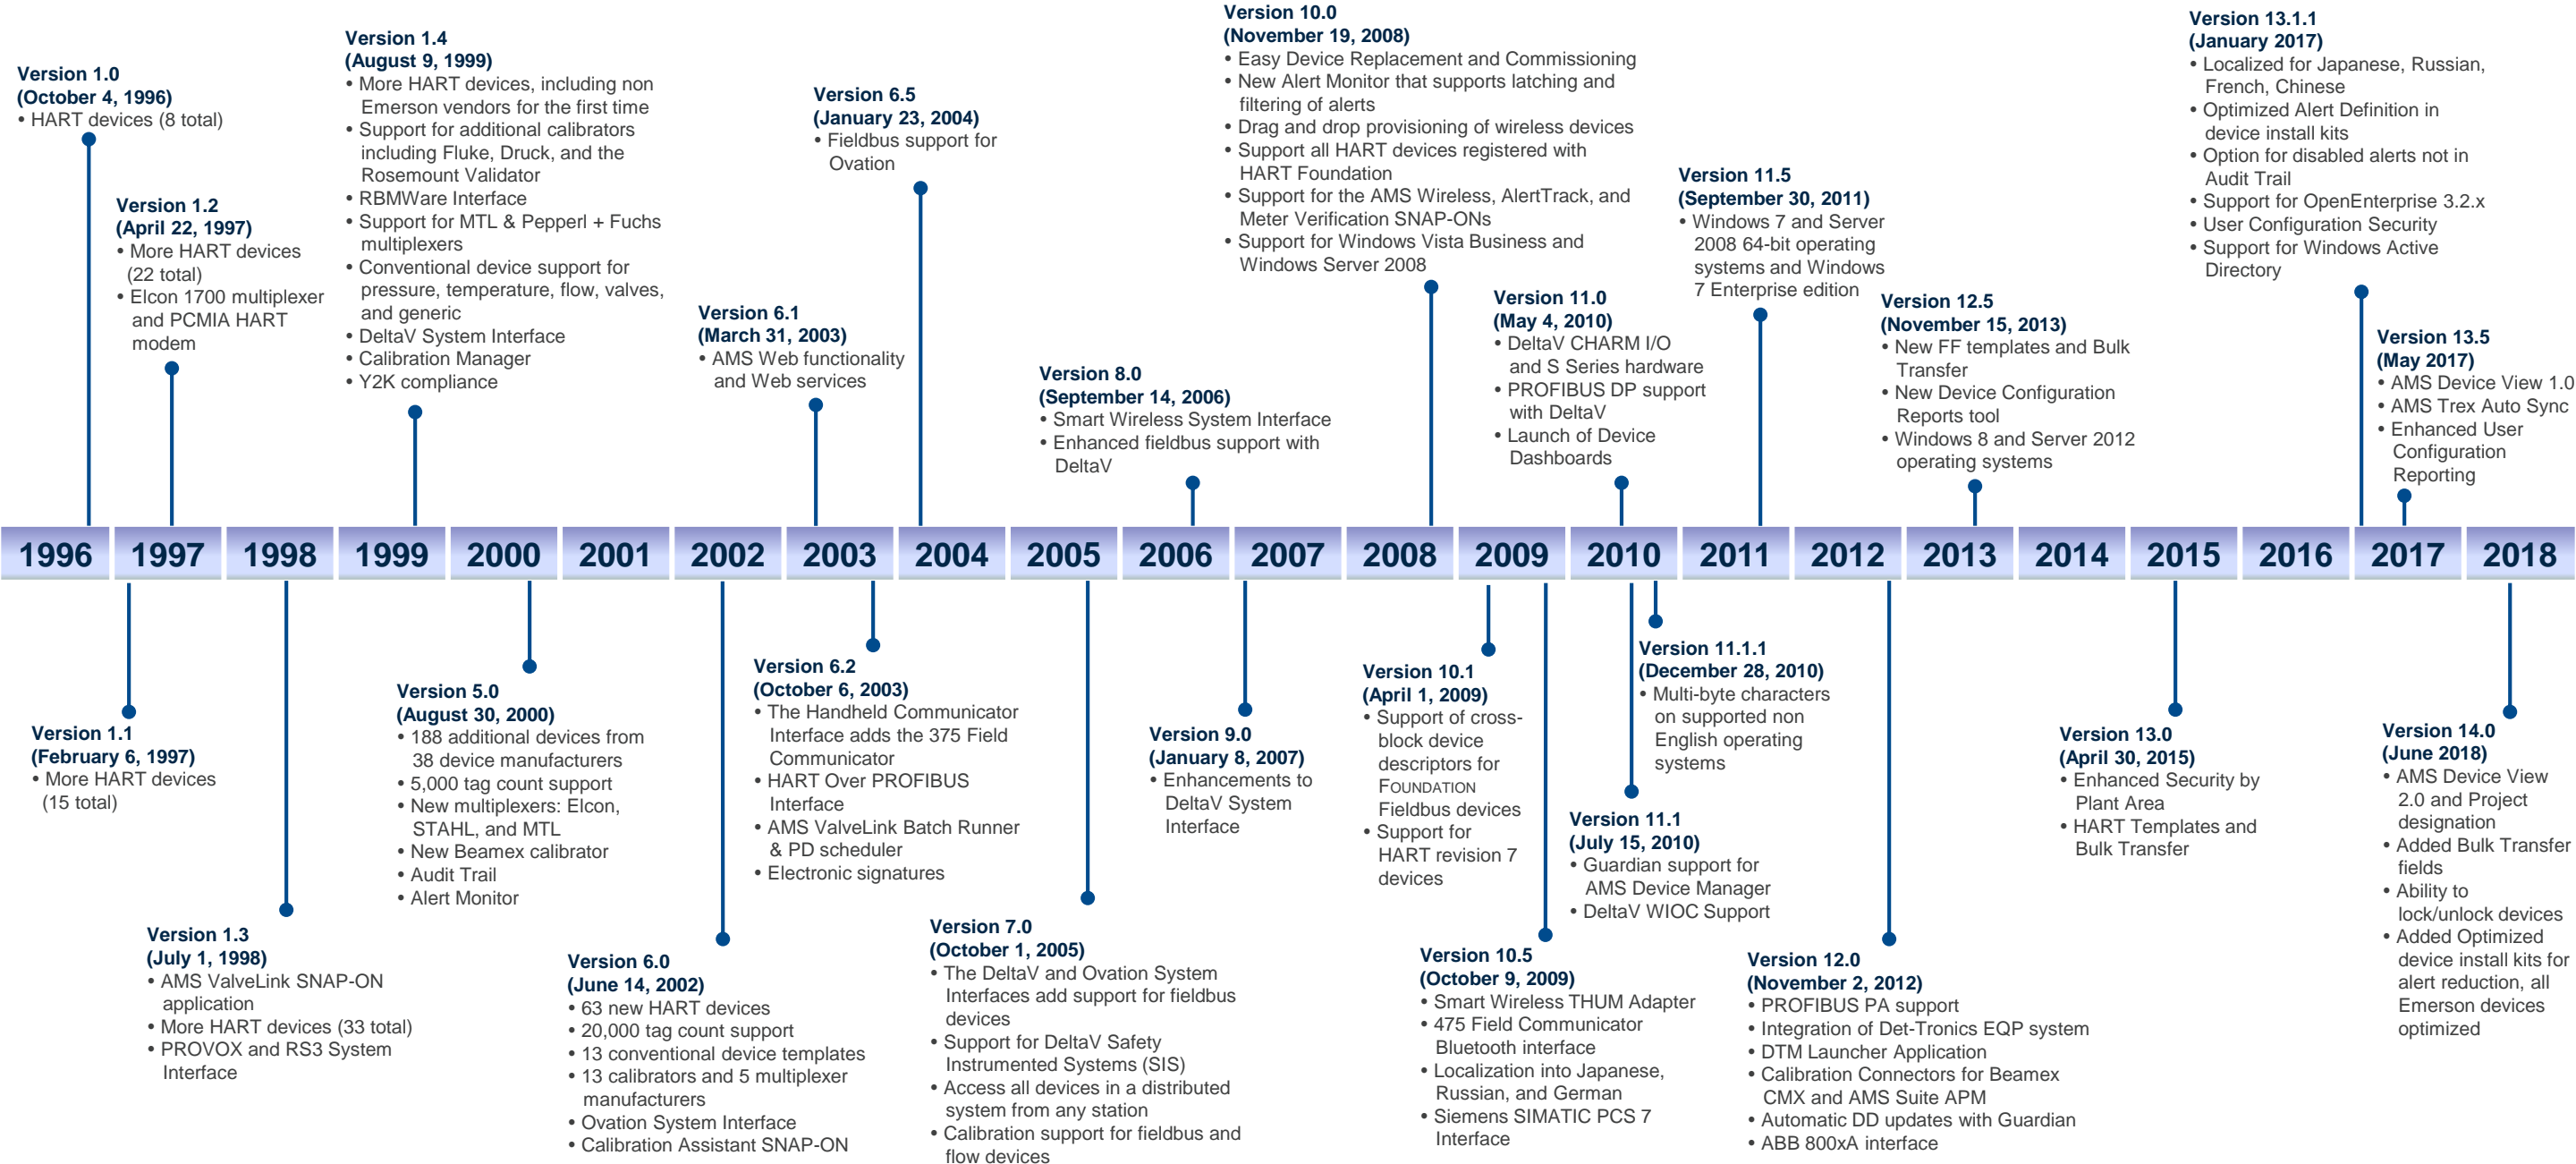 Version 1.0
(October 4, 1996)
• HART devices (8 total)
Version 1.2
(April 22, 1997)
• More HART devices
(22 total)
• Elcon 1700 multiplexer
and PCMIA HART
modem
Version 1.4
(August 9, 1999)
• More HART devices, including non
Emerson vendors for the first time
• Support for additional calibrators
including Fluke, Druck, and the
Rosemount Validator
• RBMWare Interface
• Support for MTL & Pepperl + Fuchs
multiplexers
• Conventional device support for
pressure, temperature, flow, valves,
and generic
• DeltaV System Interface
• Calibration Manager
• Y2K compliance
Version 6.1
(March 31, 2003)
• AMS Web functionality
and Web services
Version 6.5
(January 23, 2004)
• Fieldbus support for
Ovation
Version 8.0
(September 14, 2006)
• Smart Wireless System Interface
• Enhanced fieldbus support with
DeltaV
Version 10.0
(November 19, 2008)
• Easy Device Replacement and Commissioning
• New Alert Monitor that supports latching and
filtering of alerts
• Drag and drop provisioning of wireless devices
• Support all HART devices registered with
HART Foundation
• Support for the AMS Wireless, AlertTrack, and
Meter Verification SNAP-ONs
• Support for Windows Vista Business and
Windows Server 2008
Version 11.0
(May 4, 2010)
• DeltaV CHARM I/O
and S Series hardware
• PROFIBUS DP support
with DeltaV
• Launch of Device
Dashboards
Version 11.5
(September 30, 2011)
• Windows 7 and Server
2008 64-bit operating
systems and Windows
7 Enterprise edition
Version 12.5
(November 15, 2013)
• New FF templates and Bulk
Transfer
• New Device Configuration
Reports tool
• Windows 8 and Server 2012
operating systems
Version 13.1.1
(January 2017)
• Localized for Japanese, Russian,
French, Chinese
• Optimized Alert Definition in
device install kits
• Option for disabled alerts not in
Audit Trail
• Support for OpenEnterprise 3.2.x
• User Configuration Security
• Support for Windows Active
Directory
Version 13.5
(May 2017)
• AMS Device View 1.0
• AMS Trex Auto Sync
• Enhanced User
Configuration
Reporting
1996 1997 1998 1999 2000 2001 2002 2003 2004 2005 2006 2007 2008 2009 2010 2011 2012 2013 2014 2015 2016 2017 2018
Version 1.1
(February 6, 1997)
• More HART devices
(15 total)
Version 1.3
(July 1, 1998)
• AMS ValveLink SNAP-ON
application
• More HART devices (33 total)
• PROVOX and RS3 System
Interface
Version 5.0
(August 30, 2000)
• 188 additional devices from
38 device manufacturers
• 5,000 tag count support
• New multiplexers: Elcon,
STAHL, and MTL
• New Beamex calibrator
• Audit Trail
• Alert Monitor
Version 6.0
(June 14, 2002)
• 63 new HART devices
• 20,000 tag count support
• 13 conventional device templates
• 13 calibrators and 5 multiplexer
manufacturers
• Ovation System Interface
• Calibration Assistant SNAP-ON
Version 6.2
(October 6, 2003)
• The Handheld Communicator
Interface adds the 375 Field
Communicator
• HART Over PROFIBUS
Interface
• AMS ValveLink Batch Runner
& PD scheduler
• Electronic signatures
Version 7.0
(October 1, 2005)
• The DeltaV and Ovation System
Interfaces add support for fieldbus
devices
• Support for DeltaV Safety
Instrumented Systems (SIS)
• Access all devices in a distributed
system from any station
• Calibration support for fieldbus and
flow devices
Version 9.0
(January 8, 2007)
• Enhancements to
DeltaV System
Interface
Version 10.1
(April 1, 2009)
• Support of cross-
block device
descriptors for
FOUNDATION
Fieldbus devices
• Support for
HART revision 7
devices
Version 10.5
(October 9, 2009)
• Smart Wireless THUM Adapter
• 475 Field Communicator
Bluetooth interface
• Localization into Japanese,
Russian, and German
• Siemens SIMATIC PCS 7
Interface
Version 11.1.1
(December 28, 2010)
• Multi-byte characters
on supported non
English operating
systems
Version 11.1
(July 15, 2010)
• Guardian support for
AMS Device Manager
• DeltaV WIOC Support
Version 12.0
(November 2, 2012)
• PROFIBUS PA support
• Integration of Det-Tronics EQP system
• DTM Launcher Application
• Calibration Connectors for Beamex
CMX and AMS Suite APM
• Automatic DD updates with Guardian
• ABB 800xA interface
Version 13.0
(April 30, 2015)
• Enhanced Security by
Plant Area
• HART Templates and
Bulk Transfer
Version 14.0
(June 2018)
• AMS Device View
2.0 and Project
designation
• Added Bulk Transfer
fields
• Ability to
lock/unlock devices
• Added Optimized
device install kits for
alert reduction, all
Emerson devices
optimized